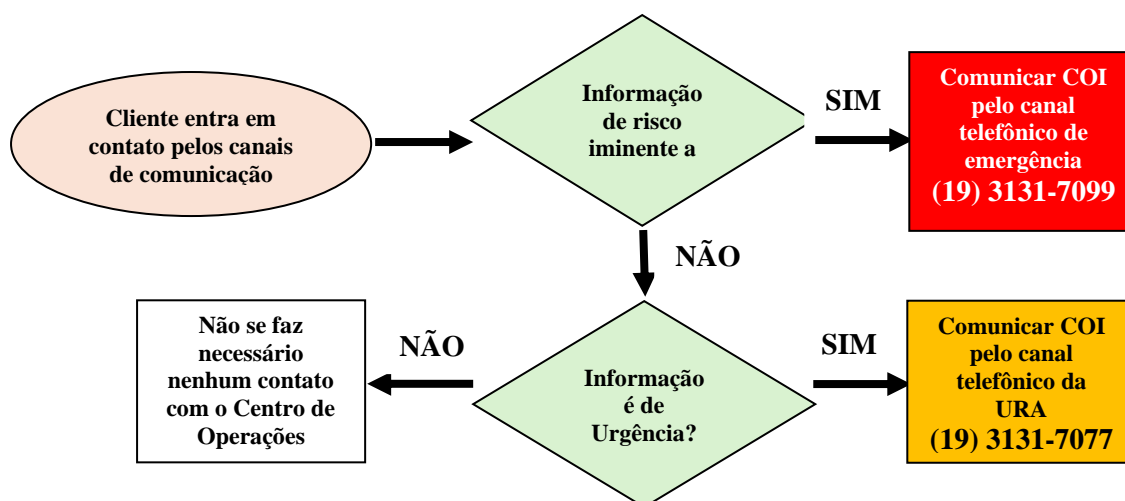 Cliente entra em
contato pelos canais
de comunicação
Informação
de risco
iminente a
SIM
Comunicar COI
pelo canal
telefônico de
emergência
(19) 3131-7099
NÃO
Informação
é de
Urgência?
SIM
Comunicar COI
pelo canal
telefônico da
URA
(19) 3131-7077
NÃO
Não se faz
necessário
nenhum contato
com o Centro de
Operações